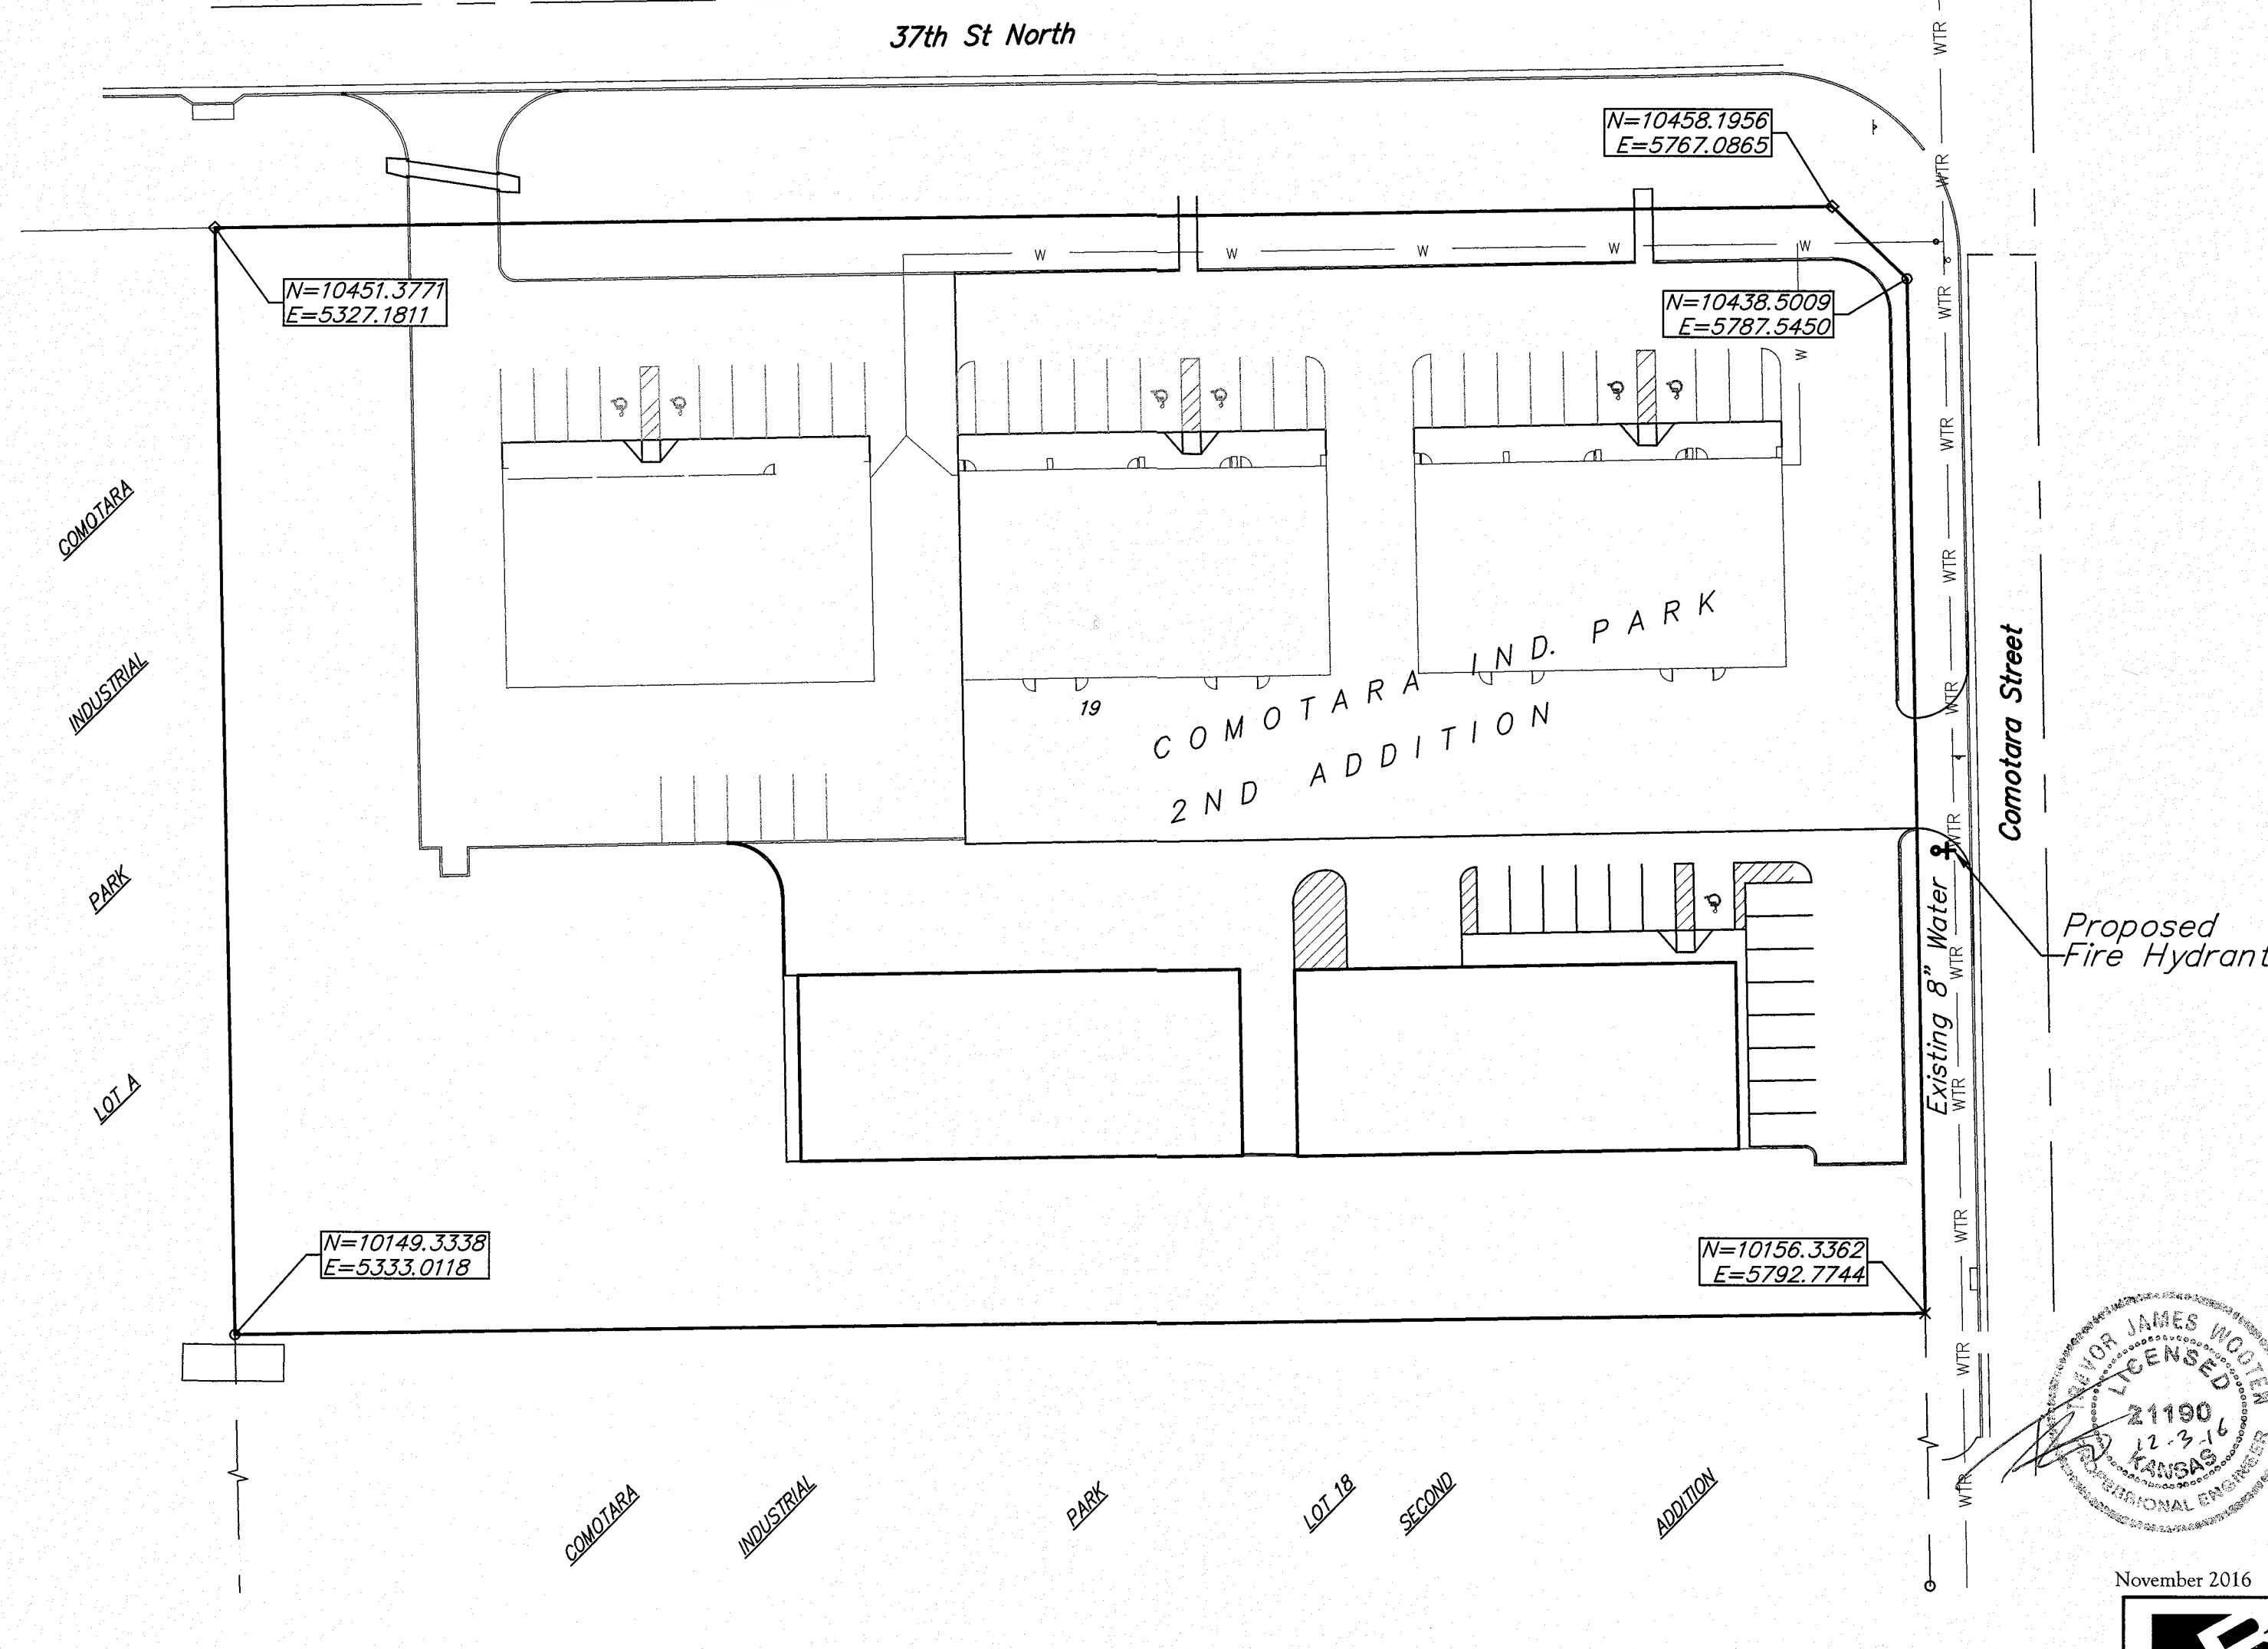 37th St North
N=10458.1956
E=5767.0865
N=10451.3771
E=5327.1811
N=10438.5009
E=5787.5450
WTR
WTR
WTR
WTR
WTR
WTR
WTR
WTR
WTR
WTR
WTR
WTR
W
W
W
W
W
W
COMOTARA
INDUSTRIAL
PARK
LOT A
COMOTARA IND. PARK
2ND ADDITION
19
Comotara Street
Existing 8" Water
Proposed
Fire Hydrant
N=10149.3338
E=5333.0118
N=10156.3362
E=5792.7744
COMOTARA
INDUSTRIAL
PARK
LOT 18
SECOND
ADDITION
TREVOR JAMES WOOTEN
LICENSED
21190
12-3-16
KANSAS
PROFESSIONAL ENGINEER
November 2016